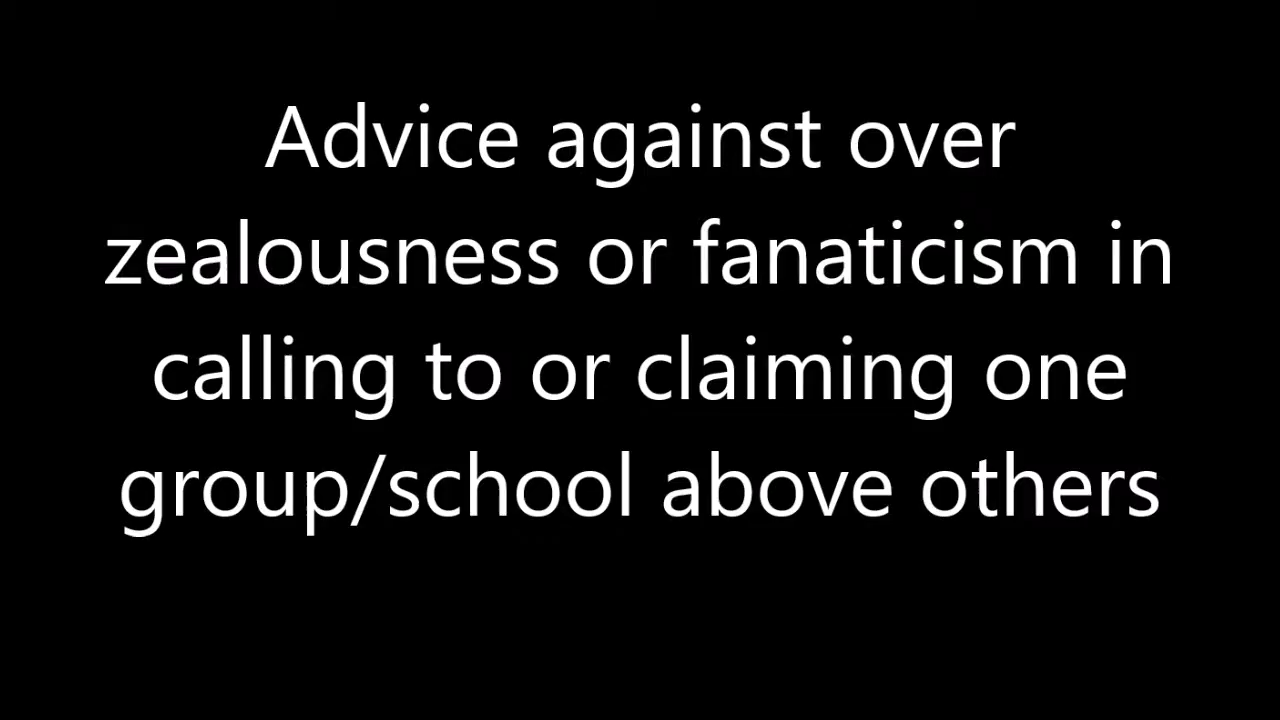 Advice against over
zealousness or fanaticism in
calling to or claiming one
group/school above others